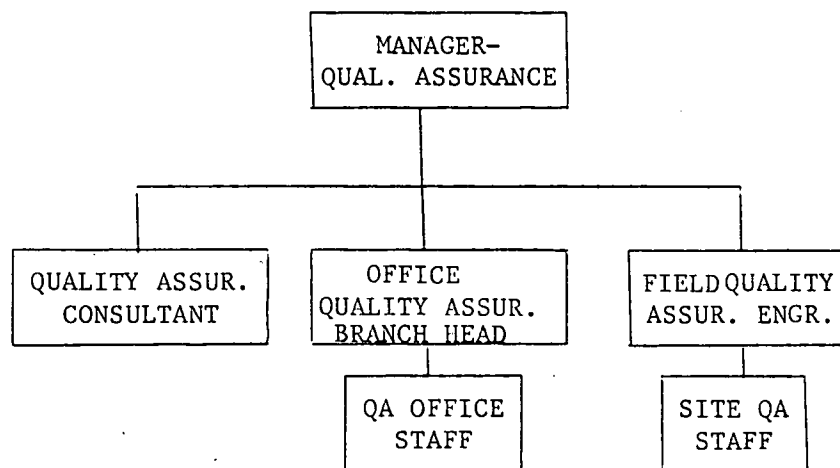 MANAGER-
QUAL. ASSURANCE
QUALITY ASSUR.
CONSULTANT
OFFICE
QUALITY ASSUR.
BRANCH HEAD
FIELD QUALITY
ASSUR. ENGR.
QA OFFICE
STAFF
SITE QA
STAFF